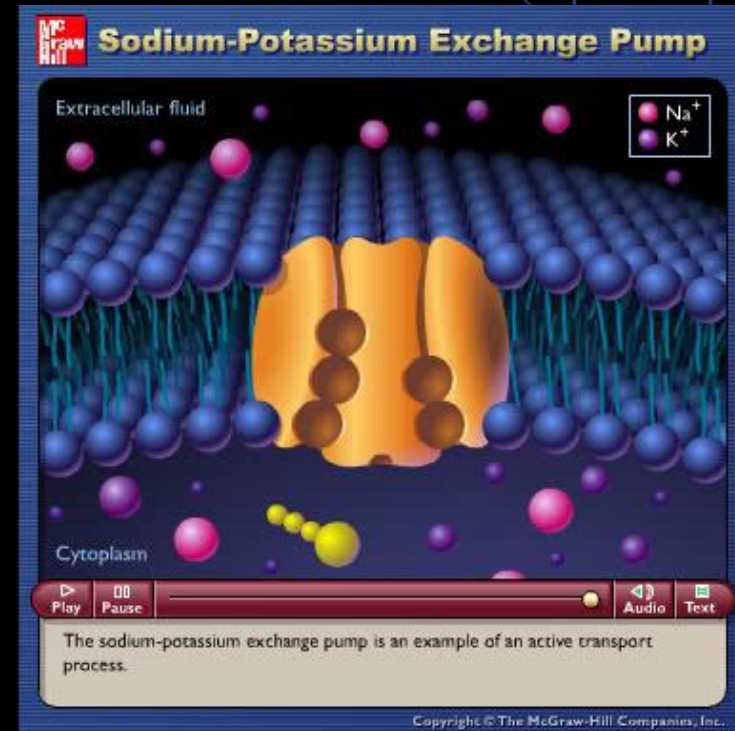 Mc
Graw
Hill
Sodium-Potassium Exchange Pump
Extracellular fluid
Na⁺
K⁺
Cytoplasm
Play
Pause
Audio
Text
The sodium-potassium exchange pump is an example of an active transport
process.
Copyright © The McGraw-Hill Companies, Inc.